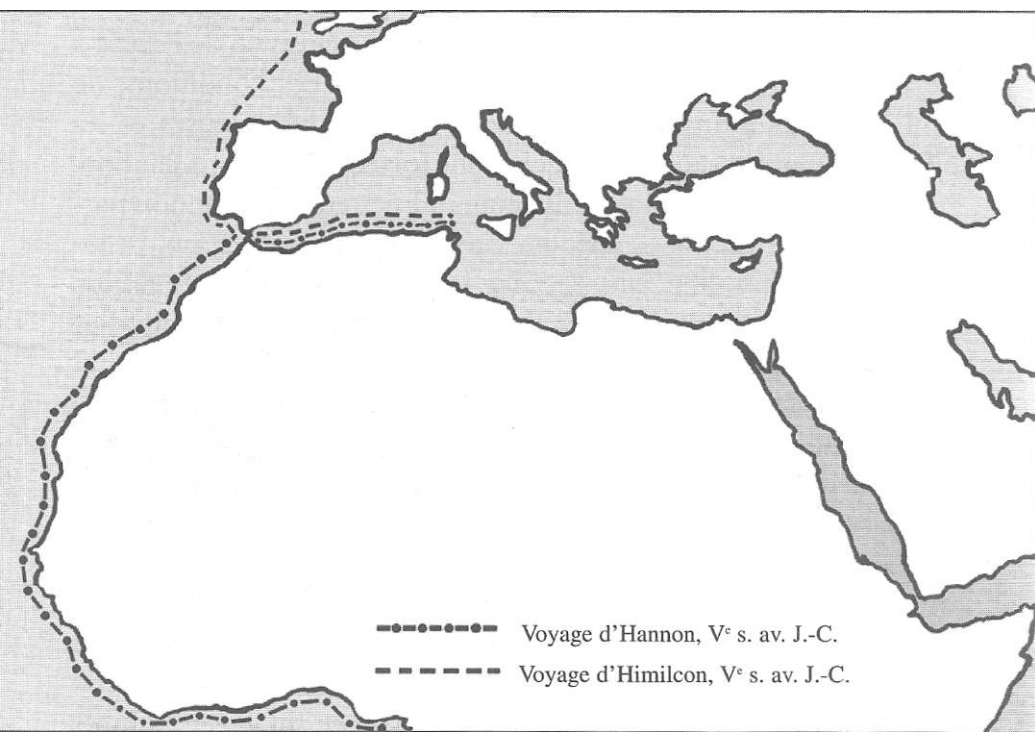 Voyage d'Hannon, Vᵉ s. av. J.-C.
Voyage d'Himilcon, Vᵉ s. av. J.-C.